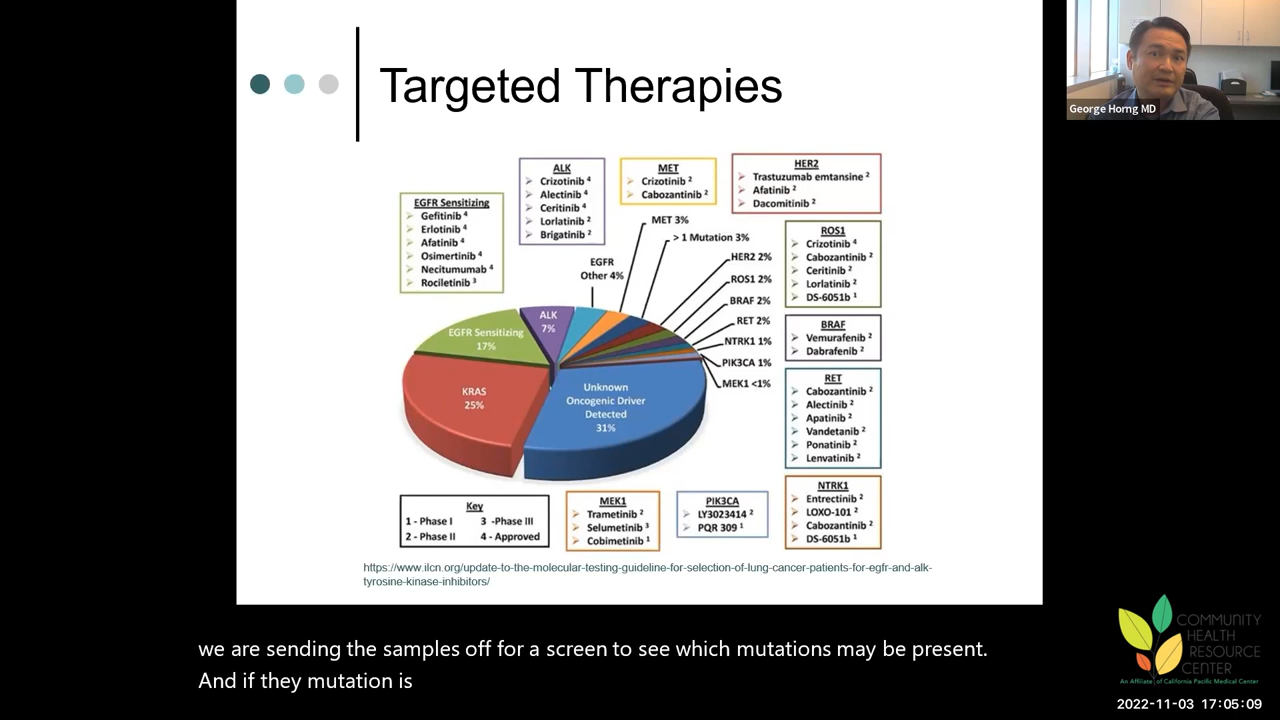 Targeted Therapies
George Horng MD
EGFR Sensitizing
➢ Gefitinib 4
➢ Erlotinib 4
➢ Afatinib 4
➢ Osimertinib 4
➢ Necitumumab 4
➢ Rociletinib 3
ALK
➢ Crizotinib 4
➢ Alectinib 4
➢ Ceritinib 4
➢ Lorlatinib 2
➢ Brigatinib 2
MET
➢ Crizotinib 2
➢ Cabozantinib 2
HER2
➢ Trastuzumab emtansine 2
➢ Afatinib 2
➢ Dacomitinib 2
ROS1
➢ Crizotinib 4
➢ Cabozantinib 2
➢ Ceritinib 2
➢ Lorlatinib 2
➢ DS-6051b 1
BRAF
➢ Vemurafenib 2
➢ Dabrafenib 2
RET
➢ Cabozantinib 2
➢ Alectinib 2
➢ Apatinib 2
➢ Vandetanib 2
➢ Ponatinib 2
➢ Lenvatinib 2
NTRK1
➢ Entrectinib 2
➢ LOXO-101 2
➢ Cabozantinib 2
➢ DS-6051b 1
EGFR
Other 4%
MET 3%
> 1 Mutation 3%
HER2 2%
ROS1 2%
BRAF 2%
RET 2%
NTRK1 1%
PIK3CA 1%
MEK1 <1%
ALK
7%
EGFR Sensitizing
17%
KRAS
25%
Unknown
Oncogenic Driver
Detected
31%
Key
1 - Phase I 3 -Phase III
2 - Phase II 4 - Approved
MEK1
➢ Trametinib 2
➢ Selumetinib 3
➢ Cobimetinib 1
PIK3CA
➢ LY3023414 2
➢ PQR 309 1
https://www.ilcn.org/update-to-the-molecular-testing-guideline-for-selection-of-lung-cancer-patients-for-egfr-and-alk-
tyrosine-kinase-inhibitors/
we are sending the samples off for a screen to see which mutations may be present.
And if they mutation is
COMMUNITY
HEALTH
RESOURCE
CENTER
An Affiliate of California Pacific Medical Center
2022-11-03 17:05:09